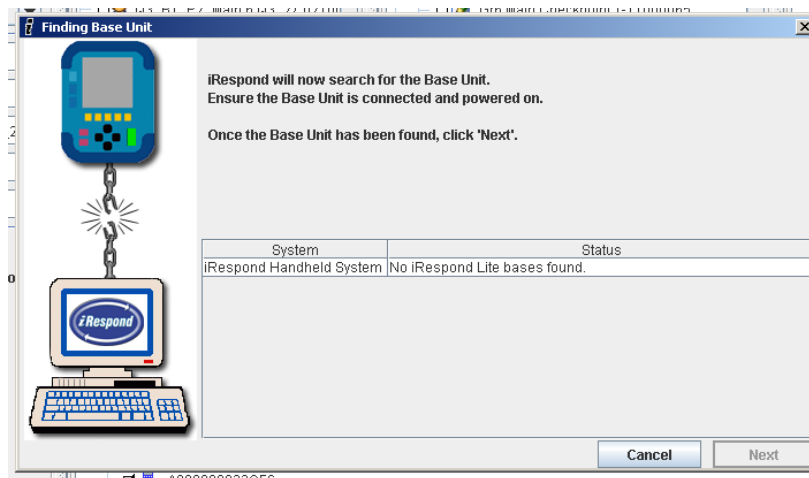 Finding Base Unit
iRespond will now search for the Base Unit.
Ensure the Base Unit is connected and powered on.
Once the Base Unit has been found, click 'Next'.
System Status
iRespond Handheld System No iRespond Lite bases found.
iRespond
Cancel Next